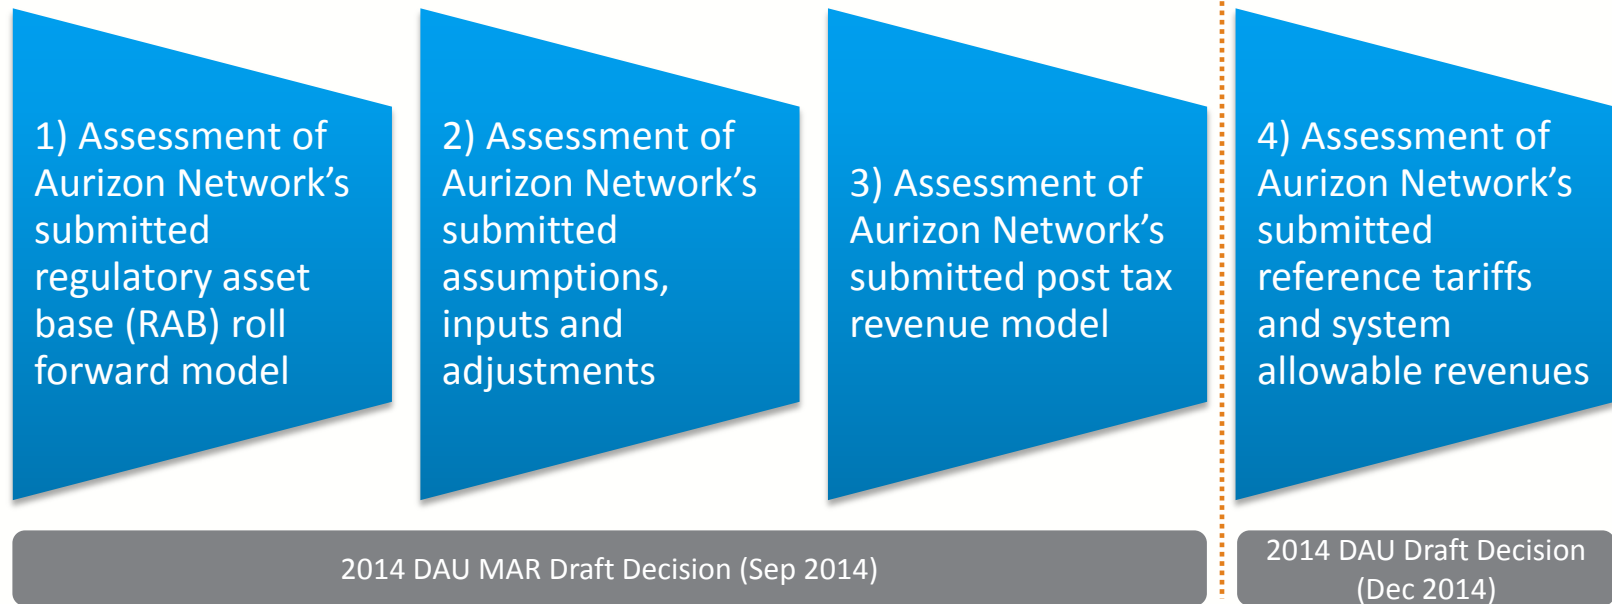 1) Assessment of
Aurizon Network’s
submitted
regulatory asset
base (RAB) roll
forward model
2) Assessment of
Aurizon Network’s
submitted
assumptions,
inputs and
adjustments
3) Assessment of
Aurizon Network’s
submitted post tax
revenue model
4) Assessment of
Aurizon Network’s
submitted
reference tariffs
and system
allowable revenues
2014 DAU MAR Draft Decision (Sep 2014)
2014 DAU Draft Decision
(Dec 2014)